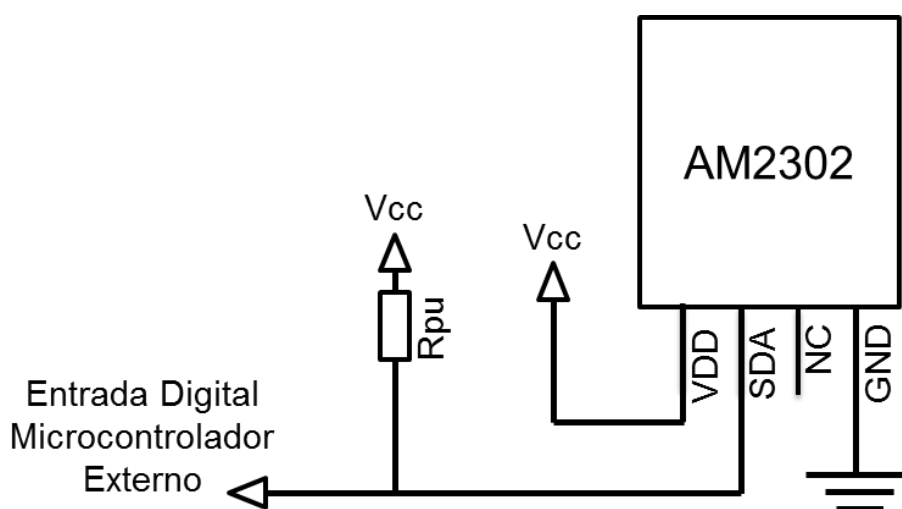 AM2302
Vcc
Vcc
Rpu
VDD
SDA
NC
GND
Entrada Digital
Microcontrolador
Externo